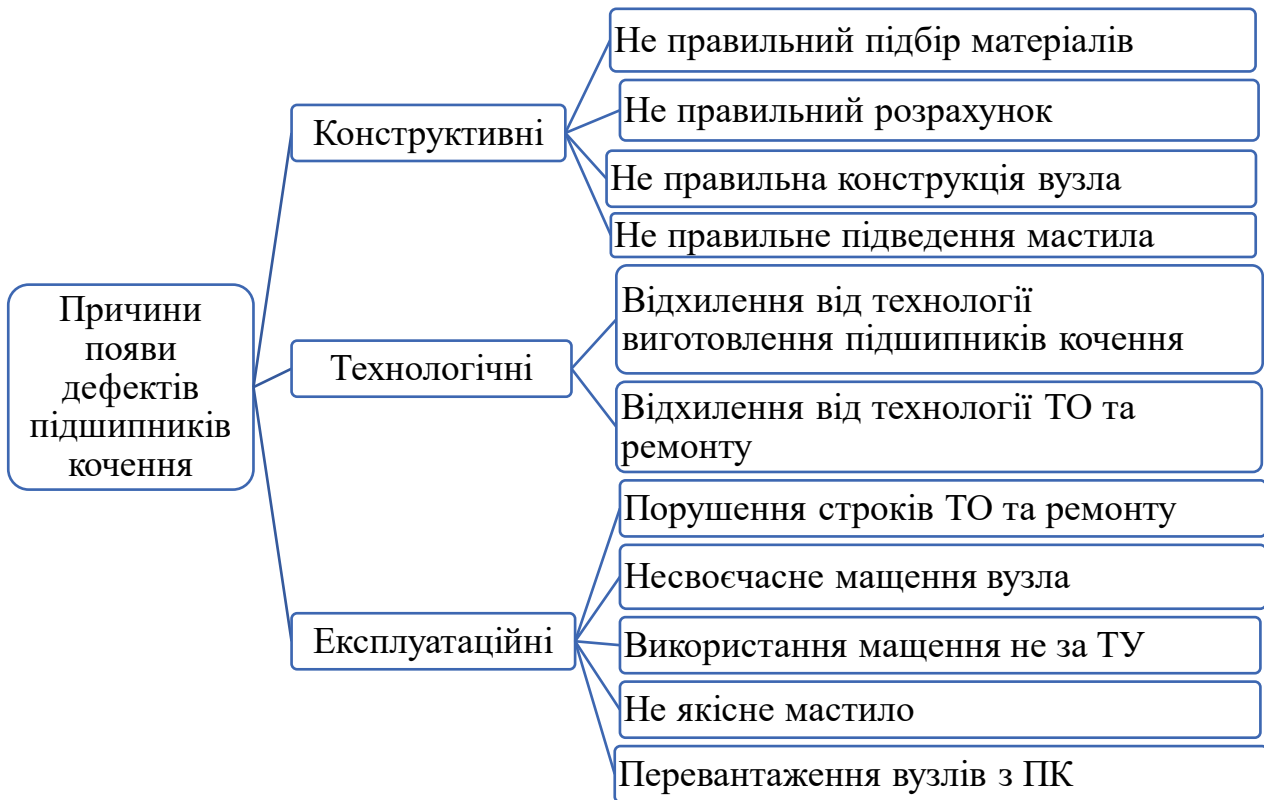 Причини
появи
дефектів
підшипників
кочення
Конструктивні
Не правильний підбір матеріалів
Не правильний розрахунок
Не правильна конструкція вузла
Не правильне підведення мастила
Технологічні
Відхилення від технології
виготовлення підшипників кочення
Відхилення від технології ТО та
ремонту
Експлуатаційні
Порушення строків ТО та ремонту
Несвоєчасне мащення вузла
Використання мащення не за ТУ
Не якісне мастило
Перевантаження вузлів з ПК